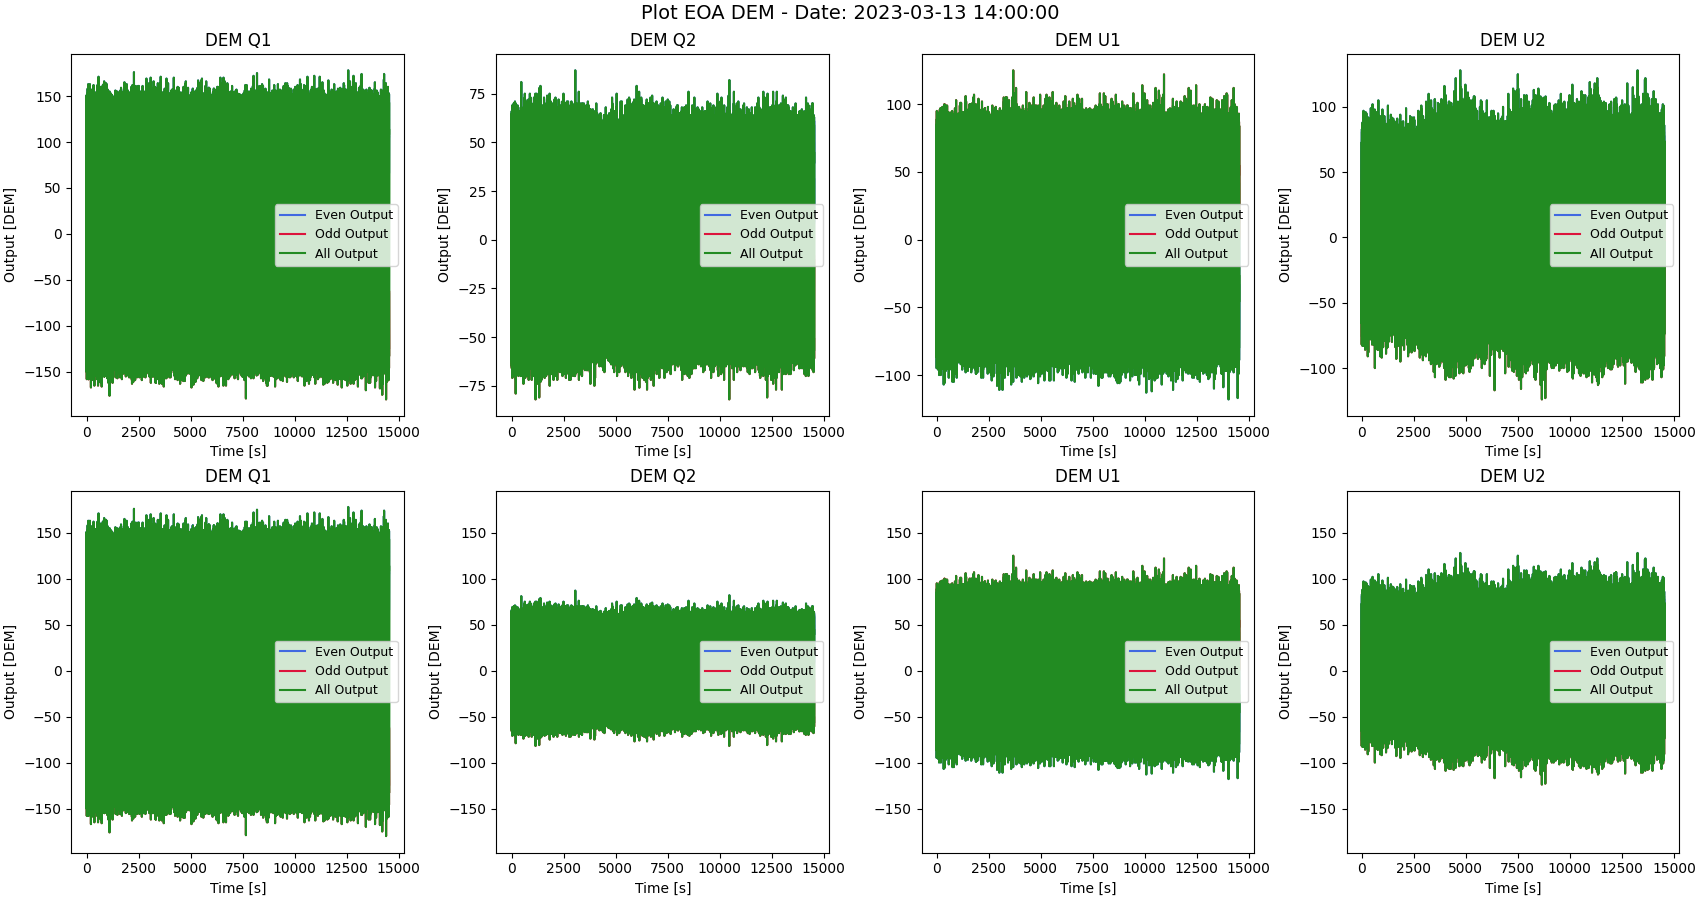 Plot EOA DEM - Date: 2023-03-13 14:00:00
DEM Q1
Output [DEM]
150
100
50
0
−50
−100
−150
Even Output
Odd Output
All Output
0 2500 5000 7500 10000 12500 15000
Time [s]
DEM Q2
Output [DEM]
75
50
25
0
−25
−50
−75
Even Output
Odd Output
All Output
0 2500 5000 7500 10000 12500 15000
Time [s]
DEM U1
Output [DEM]
100
50
0
−50
−100
Even Output
Odd Output
All Output
0 2500 5000 7500 10000 12500 15000
Time [s]
DEM U2
Output [DEM]
100
50
0
−50
−100
Even Output
Odd Output
All Output
0 2500 5000 7500 10000 12500 15000
Time [s]
DEM Q1
Output [DEM]
150
100
50
0
−50
−100
−150
Even Output
Odd Output
All Output
0 2500 5000 7500 10000 12500 15000
Time [s]
DEM Q2
Output [DEM]
150
100
50
0
−50
−100
−150
Even Output
Odd Output
All Output
0 2500 5000 7500 10000 12500 15000
Time [s]
DEM U1
Output [DEM]
150
100
50
0
−50
−100
−150
Even Output
Odd Output
All Output
0 2500 5000 7500 10000 12500 15000
Time [s]
DEM U2
Output [DEM]
150
100
50
0
−50
−100
−150
Even Output
Odd Output
All Output
0 2500 5000 7500 10000 12500 15000
Time [s]